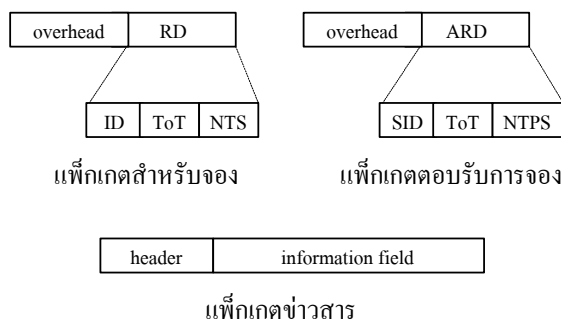 overhead RD overhead ARD
ID ToT NTS SID ToT NTPS
แพ็กเกตสำหรับจอง แพ็กเกตตอบรับการจอง
header information field
แพ็กเกตข่าวสาร